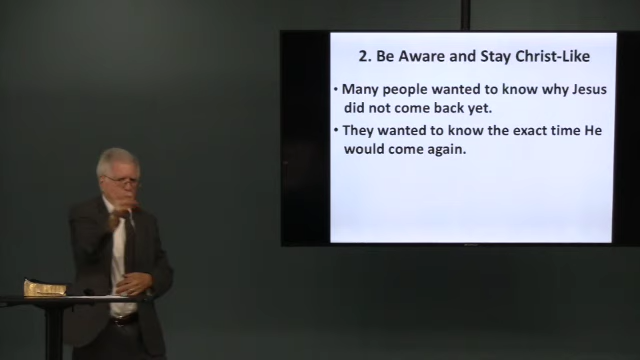 2. Be Aware and Stay Christ-Like
• Many people wanted to know why Jesus
did not come back yet.
• They wanted to know the exact time He
would come again.